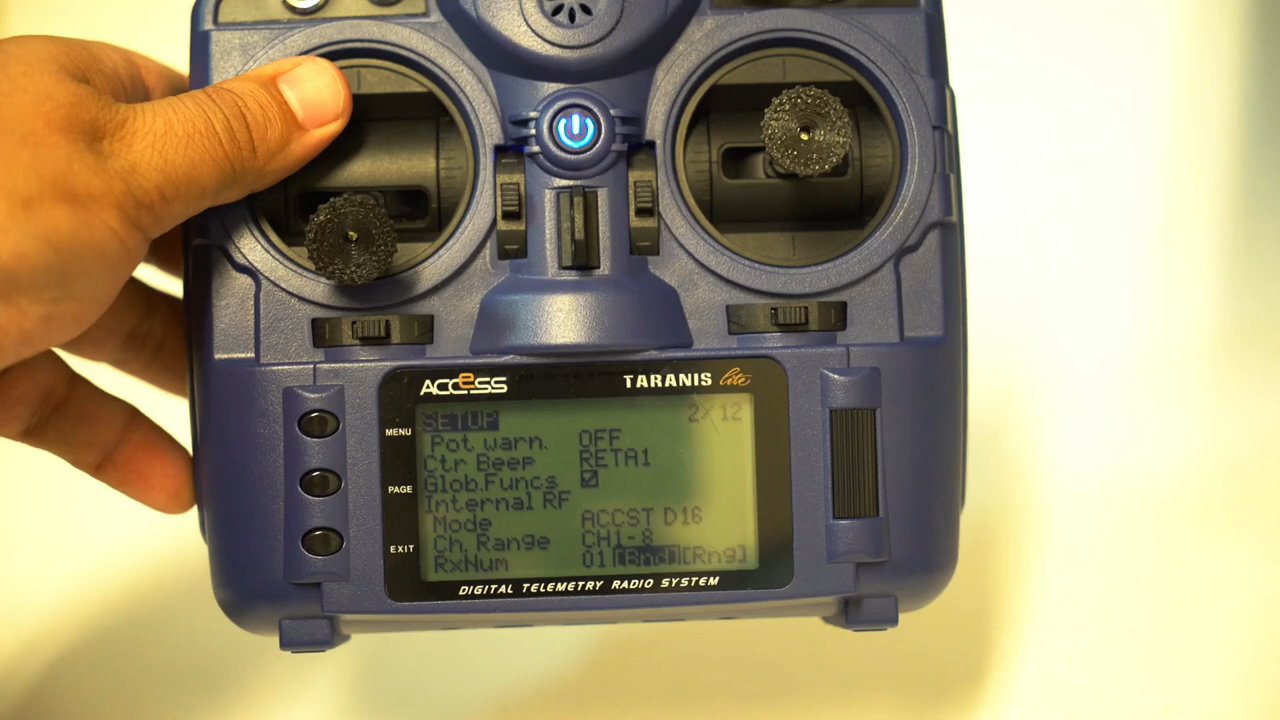 ACCESS
TARANIS lite
MENU
PAGE
EXIT
SETUP 2/12
Pot warn. OFF
Ctr Beep RETA1
Glob.Funcs
Internal RF
Mode ACCST D16
Ch. Range CH1-8
RxNum 01 [Bnd] [Rng]
DIGITAL TELEMETRY RADIO SYSTEM